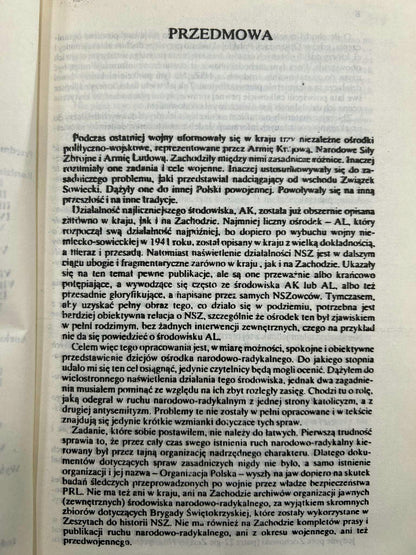 PRZEDMOWA
Podczas ostatniej wojny uformowały się w kraju trzy niezależne ośrodki
polityczno-wojskowe, reprezentowane przez Armię Krajową, Narodowe Siły
Zbrojne i Armię Ludową. Zachodziły między nimi zasadnicze różnice. Inaczej
rozumiały one zadania i cele wojenne. Inaczej ustosunkowywały się do za-
sadniczego problemu, jaki przedstawiał nadciągający od wschodu Związek
Sowiecki. Dążyły one do innej Polski powojennej. Powoływały się na inną
przeszłość i na inne tradycje.
Działalność najliczniejszego środowiska, AK, została już obszernie opisana
zarówno w kraju, jak i na Zachodzie. Najmniej liczny ośrodek – AL, który
rozpoczął swą działalność najpóźniej, bo dopiero po wybuchu wojny nie-
miecko-sowieckiej w 1941 roku, został opisany w kraju z wielką dokładnością,
a nieraz i przesadą. Natomiast naświetlenie działalności NSZ jest w dalszym
ciągu ubogie i fragmentaryczne zarówno w kraju, jak i na Zachodzie. Ukazały
się na ten temat pewne publikacje, ale są one przeważnie albo krańcowo
potępiające, a wywodzące się często ze środowiska AK lub AL, albo też
przesadnie gloryfikujące, a napisane przez samych NSZowców. Tymczasem,
aby uzyskać pełny obraz tego, co działo się w podziemiu, potrzebna jest
berdziej obiektywna relacja o NSZ, szczególnie że ośrodek ten był zjawiskiem
w pełni rodzimym, bez żadnych interwencji zewnętrznych, czego na przykład
nie da się powiedzieć o środowisku AL.
Celem więc tego opracowania jest, w miarę możności, spokojne i obiektywne
przedstawienie dziejów ośrodka narodowo-radykalnego. Do jakiego stopnia
udało mi się ten cel osiągnąć, jedynie czytelnicy będą mogli ocenić. Dążyłem do
wielostronnego naświetlenia działania tego środowiska, jednak dwa zagadnie-
nia musiałem pominąć ze względu na ich zbyt rozległy zasięg. Chodzi tu o rolę,
jaką odegrał w ruchu narodowo-radykalnym z jednej strony katolicyzm, a z
drugiej antysemityzm. Problemy te nie zostały w pełni opracowane i w tekście
znajdują się jedynie krótkie wzmianki dotyczące tych spraw.
Zadanie, które sobie postawiłem, nie należy do łatwych. Pierwszą trudność
sprawia to, że przez cały czas swego istnienia ruch narodowo-radykalny kie-
rowany był przez tajną organizację nadrzędnego charakteru. Dlatego doku-
mentów dotyczących spraw zasadniczych nigdy nie było, a samo istnienie
organizacji i jej nazwa – Organizacja Polska – wyszły na jaw dopiero na skutek
badań śledczych przeprowadzonych po wojnie przez władze bezpieczeństwa
PRL. Nie ma też ani w kraju, ani na Zachodzie archiwów organizacji jawnych
(zewnętrznych) środowiska narodowo-radykalnego, za wyjątkiem skromnych
zbiorów dotyczących Brygady Świętokrzyskiej, które zostały wykorzystane w
Zeszytach do historii NSZ. Nie ma również na Zachodzie kompletów prasy i
publikacji ruchu narodowo-radykalnego, ani z okresu wojennego, ani też
przedwojennego.